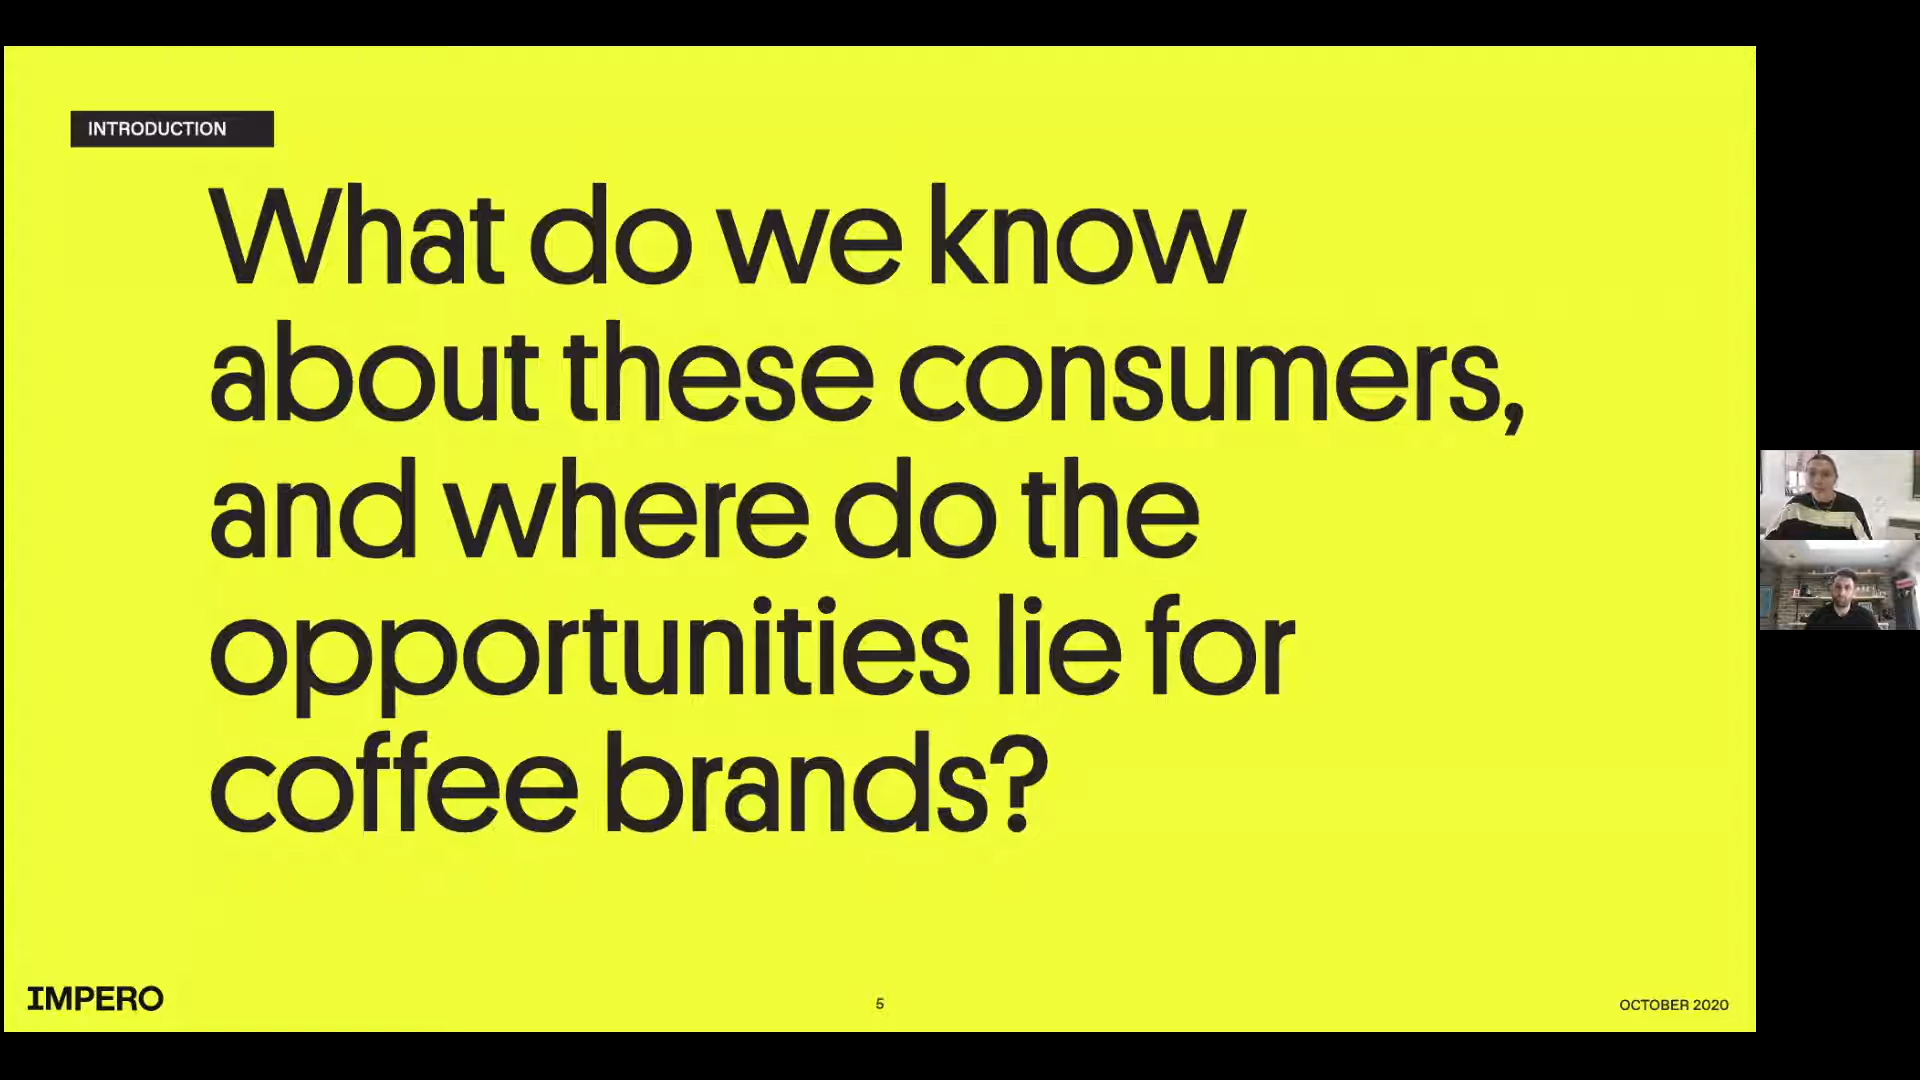 INTRODUCTION
What do we know
about these consumers,
and where do the
opportunities lie for
coffee brands?
IMPERO
5
OCTOBER 2020